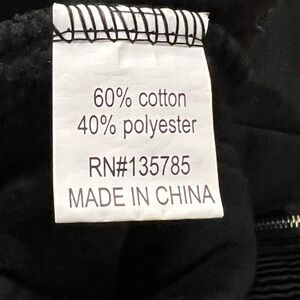 60% cotton
40% polyester
RN#135785
MADE IN CHINA